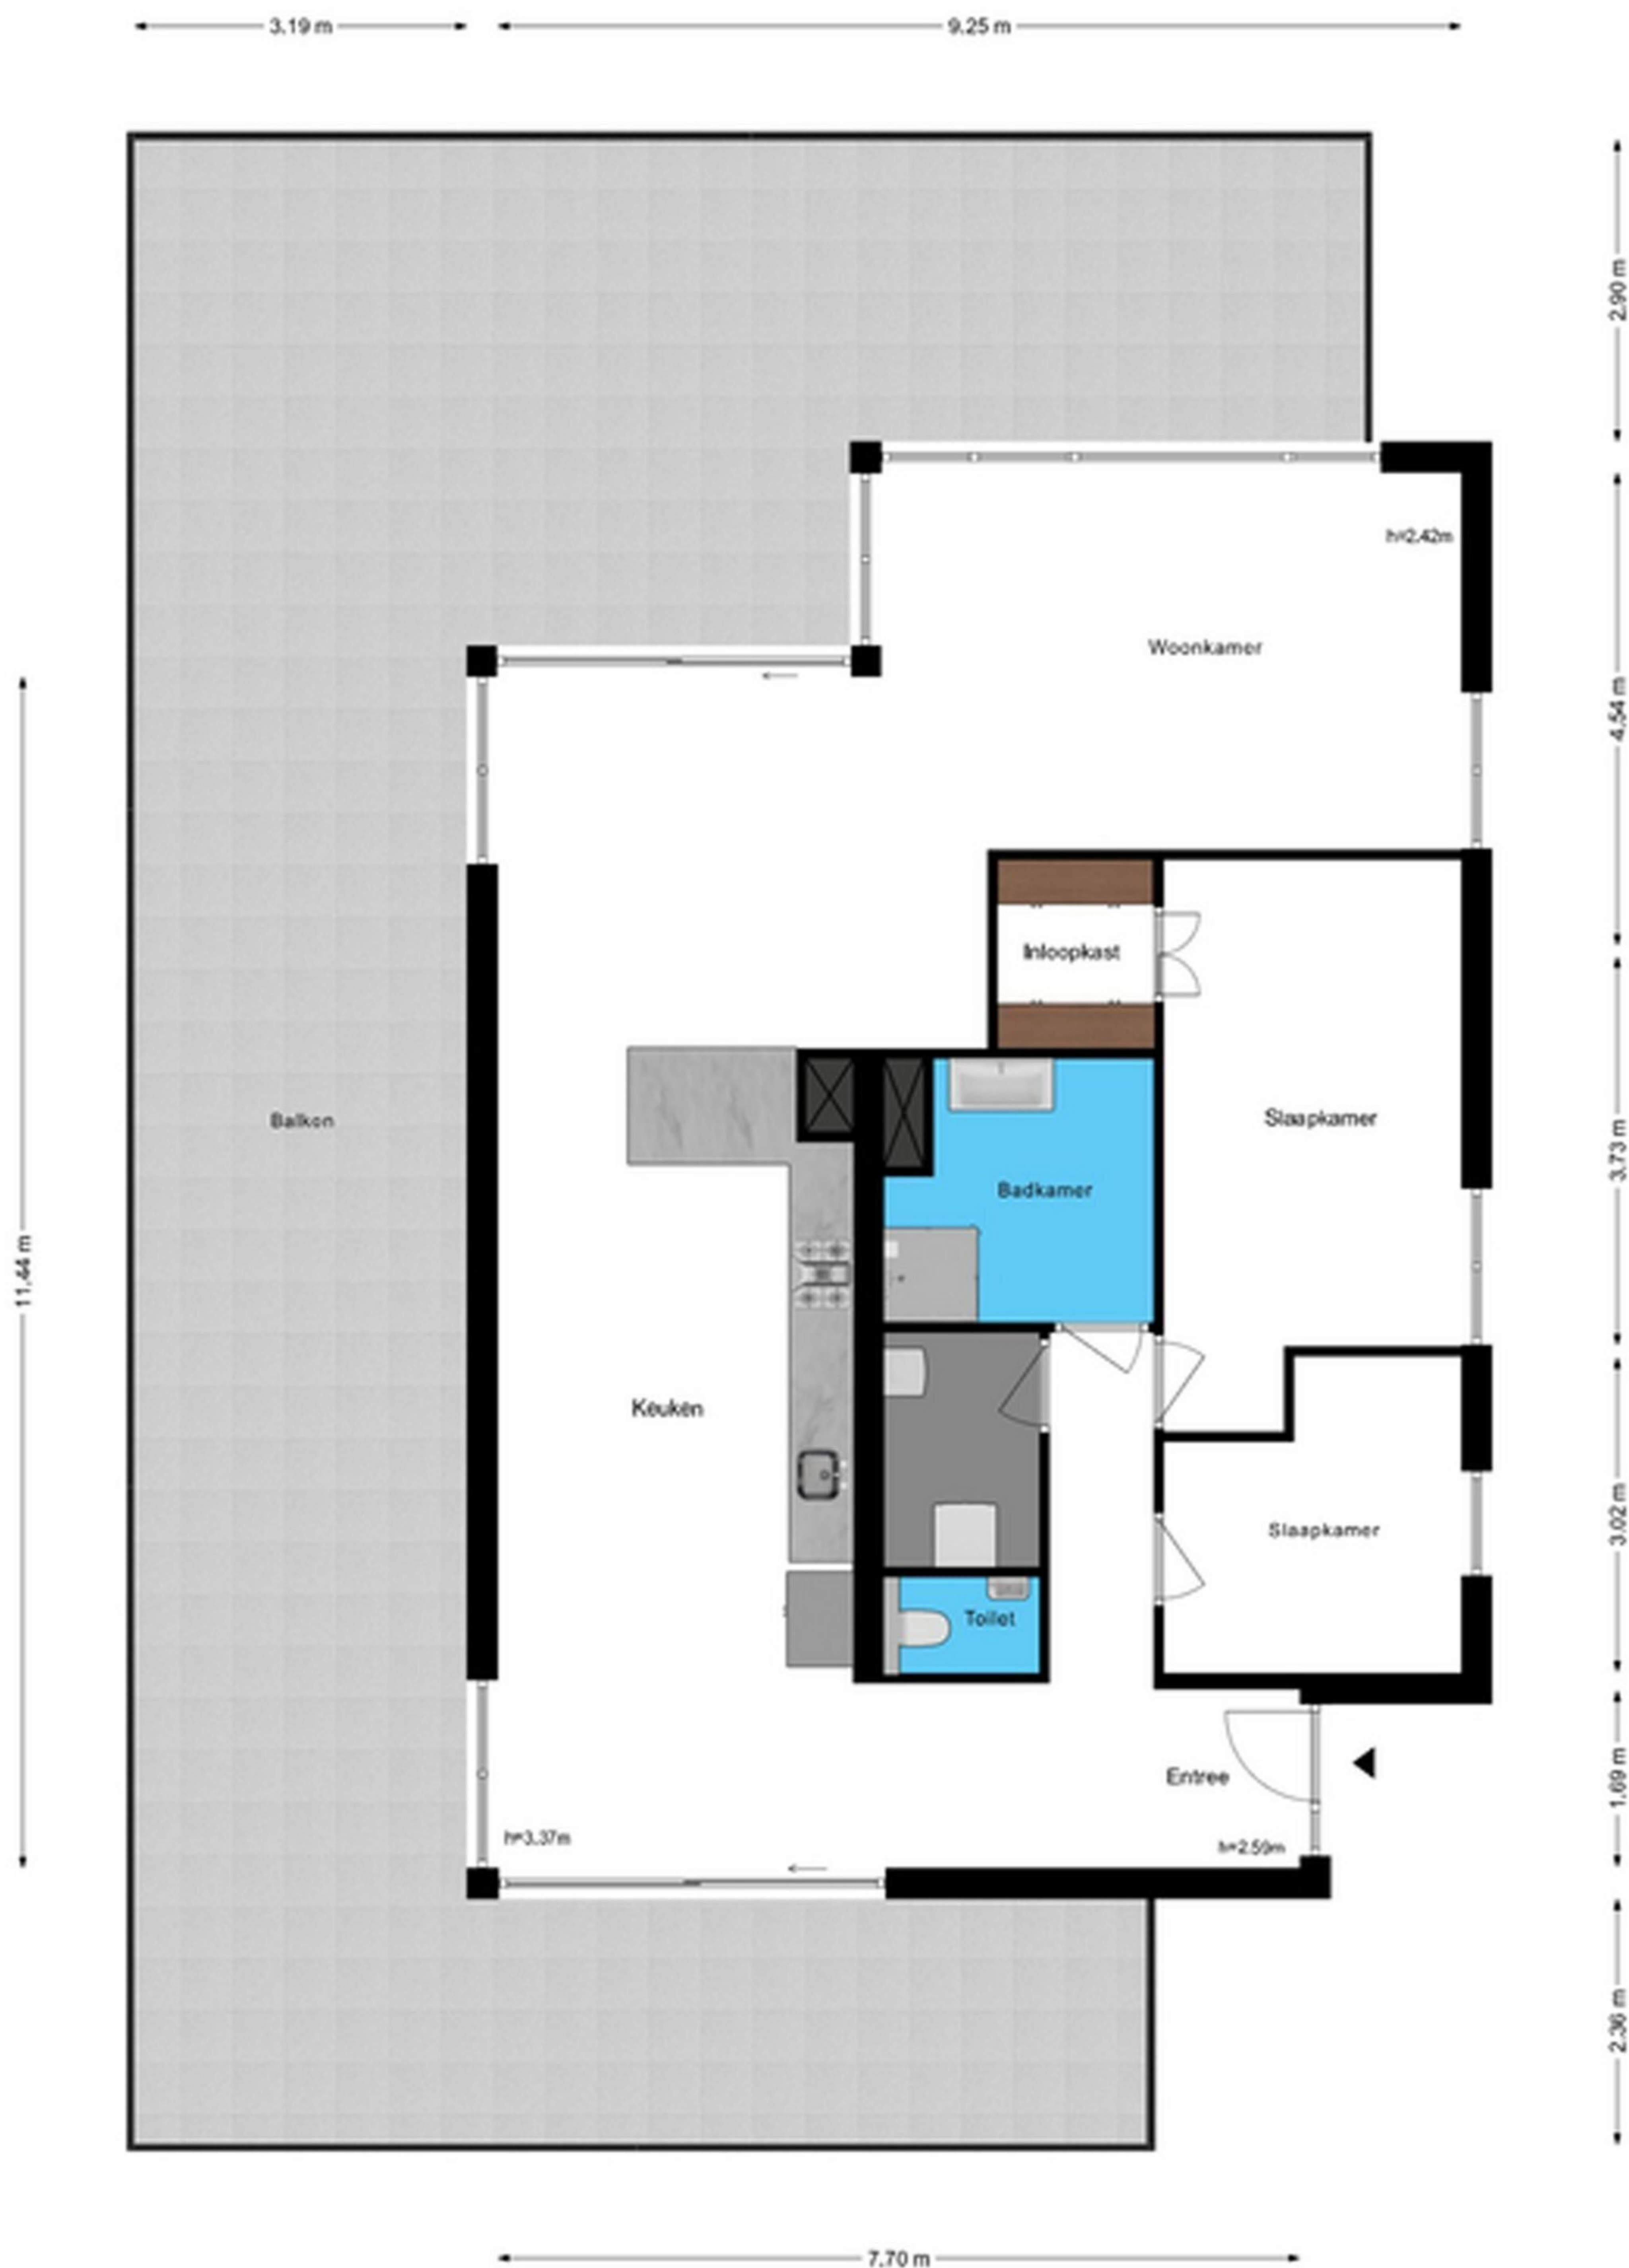 3.19 m
9.25 m
2.90 m
h=2.42m
Woonkamer
4.54 m
Inloopkast
Balkon
Slaapkamer
3.73 m
Badkamer
11.44 m
Keuken
Slaapkamer
3.02 m
Toilet
Entree
1.69 m
h=3.37m
h=2.59m
2.36 m
7.70 m